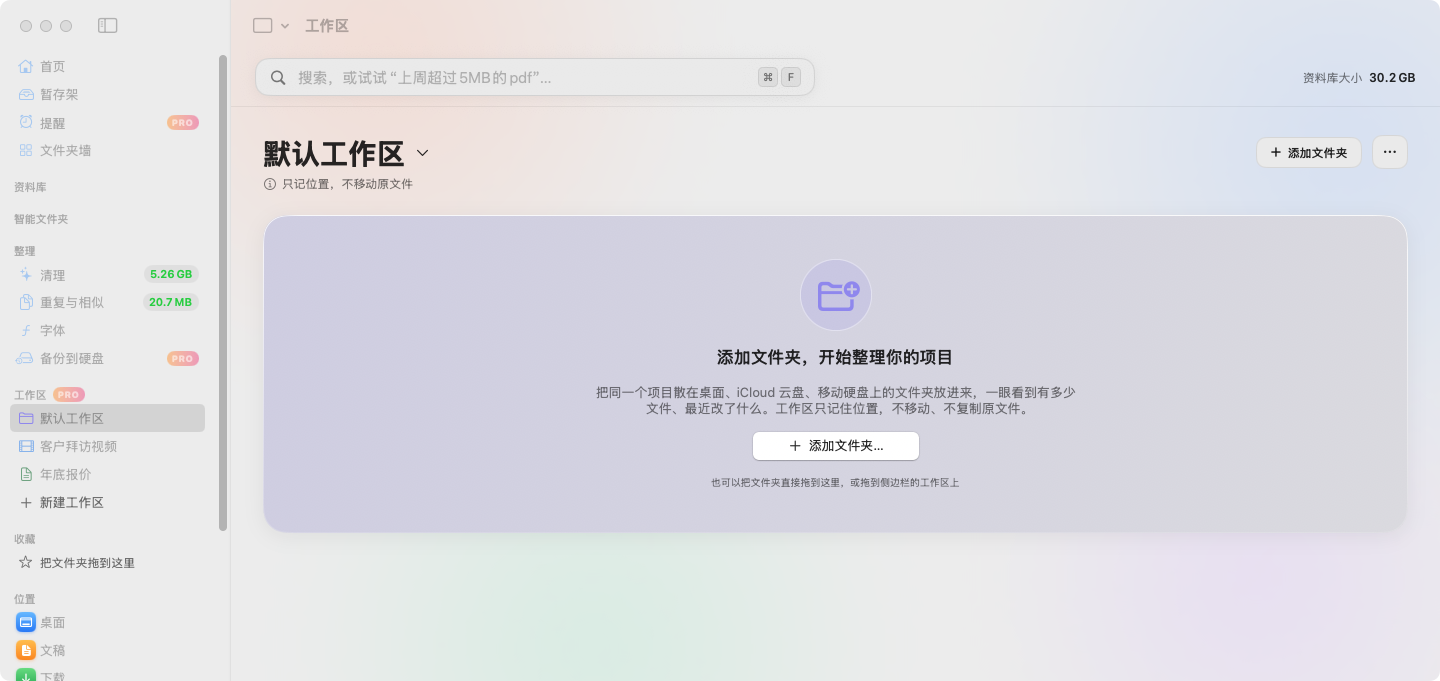 工作区
首页
暂存架
提醒 PRO
文件夹墙
资料库
智能文件夹
整理
清理 5.26 GB
重复与相似 20.7 MB
字体
备份到硬盘 PRO
工作区 PRO
默认工作区
客户拜访视频
年底报价
新建工作区
收藏
把文件夹拖到这里
位置
桌面
文稿
下载
搜索，或试试“上周超过5MB的pdf”... ⌘ F
资料库大小 30.2 GB
默认工作区
只记位置，不移动原文件
添加文件夹
添加文件夹，开始整理你的项目
把同一个项目散在桌面、iCloud 云盘、移动硬盘上的文件夹放进来，一眼看到有多少
文件、最近改了什么。工作区只记住位置，不移动、不复制原文件。
添加文件夹...
也可以把文件夹直接拖到这里，或拖到侧边栏的工作区上